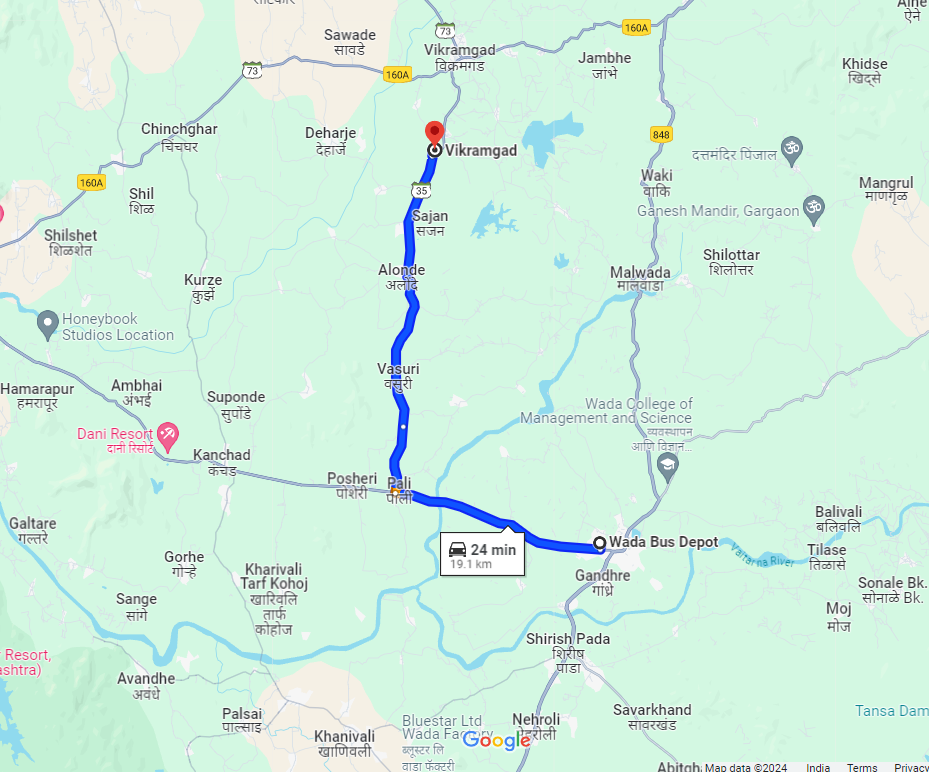 साटकार
Aine
ऐने
73
160A
Sawade
सावडे
Vikramgad
विक्रमगड
Jambhe
जांभे
Khidse
खिद्से
73
160A
Chinchghar
चिंचघर
Deharje
देहार्जे
Vikramgad
848
दत्तमंदिर पिंजाल
160A
Shil
शिळ
35
Waki
वाकि
Mangrul
माणगूळ
Sajan
सजन
Ganesh Mandir, Gargaon
Shilshet
शिळशेत
Shilottar
शिलोत्तर
Alonde
अलोंदे
Malwada
मालवाडा
Kurze
कुर्झे
Honeybook
Studios Location
Vasuri
वसुरी
Hamarapur
हमरापूर
Ambhai
अंभई
Suponde
सुपोंडे
Wada College of
Management and Science
व्यवस्थापन
आणि विज्ञान...
Dani Resort
दानी रिसोर्ट
Kanchad
कंचड
Posheri
पोशेरी
Pali
पाली
Galtare
गल्तरे
Balivali
बलिवलि
24 min
19.1 km
Wada Bus Depot
Vaitarna River
Tilase
तिळासे
Gorhe
गोऱ्हे
Gandhre
गांध्रे
Kharivali
Tarf Kohoj
खारिवलि
तार्फ
कोहोज
Sonale Bk.
सोनाळे Bk.
Sange
सांगे
Moj
मोज
Shirish Pada
शिरीष
पाडा
Resort,
ashtra)
Avandhe
अवंधे
Palsai
पाल्साइ
Savarkhand
सावरखंड
Tansa Dam
Bluestar Ltd
Wada Factory
ब्लूस्टर लि
वाडा फॅक्टरी
Nehroli
ऐहरीली
Khanivali
खाणिवली
Google
Abitgh
Map data ©2024 India Terms Privacy